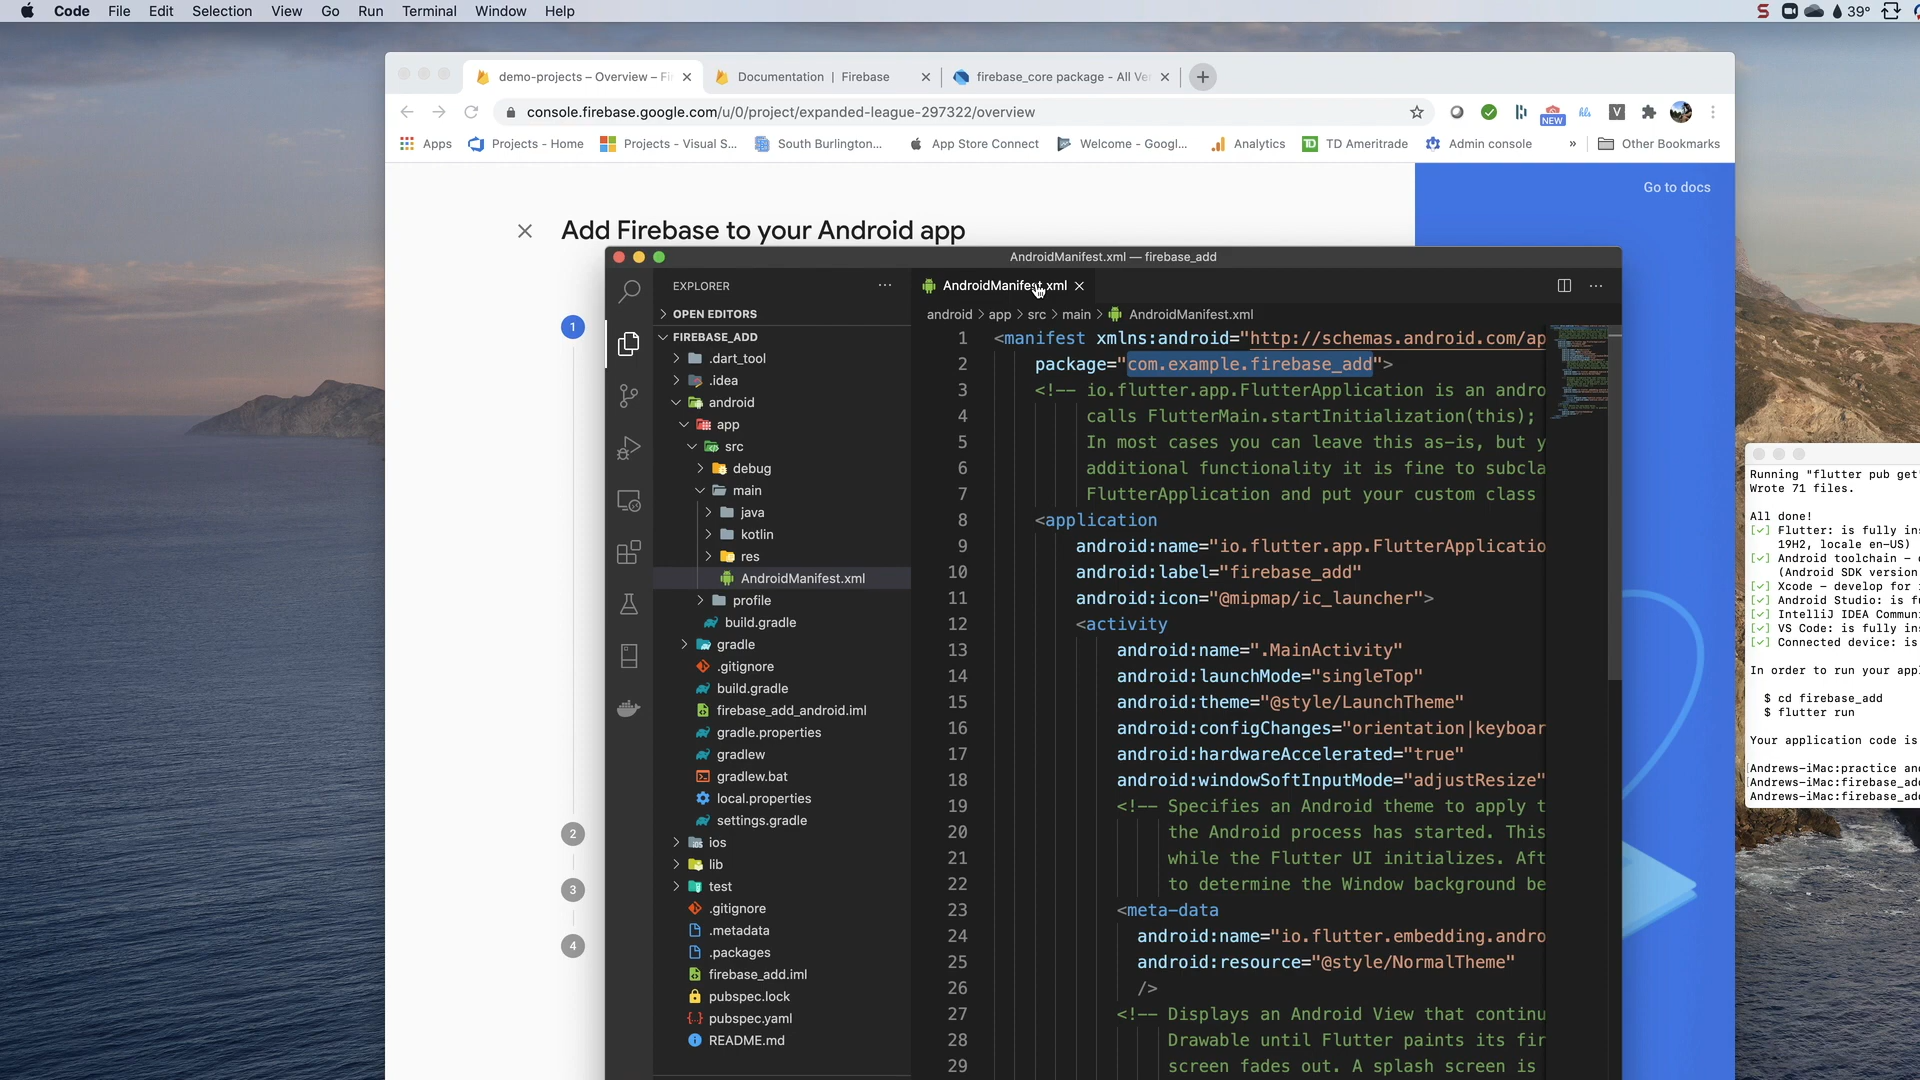 Code File Edit Selection View Go Run Terminal Window Help
39°
demo-projects – Overview – Fi
Documentation | Firebase
firebase_core package - All Ve
console.firebase.google.com/u/0/project/expanded-league-297322/overview
NEW
V
Apps
Projects - Home
Projects - Visual S...
South Burlington...
App Store Connect
Welcome - Googl...
Analytics
TD Ameritrade
Admin console
»
Other Bookmarks
Go to docs
Add Firebase to your Android app
1
2
3
4
AndroidManifest.xml — firebase_add
EXPLORER
OPEN EDITORS
FIREBASE_ADD
.dart_tool
.idea
android
app
src
debug
main
java
kotlin
res
AndroidManifest.xml
profile
build.gradle
gradle
.gitignore
build.gradle
firebase_add_android.iml
gradle.properties
gradlew
gradlew.bat
local.properties
settings.gradle
ios
lib
test
.gitignore
.metadata
.packages
firebase_add.iml
pubspec.lock
pubspec.yaml
README.md
AndroidManifest.xml
android > app > src > main > AndroidManifest.xml
1 <manifest xmlns:android="http://schemas.android.com/ap
2 package="com.example.firebase_add">
3 <!-- io.flutter.app.FlutterApplication is an andro
4 calls FlutterMain.startInitialization(this);
5 In most cases you can leave this as-is, but y
6 additional functionality it is fine to subcla
7 FlutterApplication and put your custom class
8 <application
9 android:name="io.flutter.app.FlutterApplicatio
10 android:label="firebase_add"
11 android:icon="@mipmap/ic_launcher">
12 <activity
13 android:name=".MainActivity"
14 android:launchMode="singleTop"
15 android:theme="@style/LaunchTheme"
16 android:configChanges="orientation|keyboar
17 android:hardwareAccelerated="true"
18 android:windowSoftInputMode="adjustResize"
19 <!-- Specifies an Android theme to apply t
20 the Android process has started. This
21 while the Flutter UI initializes. Aft
22 to determine the Window background be
23 <meta-data
24 android:name="io.flutter.embedding.andro
25 android:resource="@style/NormalTheme"
26 />
27 <!-- Displays an Android View that continu
28 Drawable until Flutter paints its fir
29 screen fades out. A splash screen is
Running "flutter pub get"
Wrote 71 files.
All done!
[✓] Flutter: is fully ins
19H2, locale en-US)
[✓] Android toolchain -
(Android SDK version
[✓] Xcode - develop for
[✓] Android Studio: is fu
[✓] IntelliJ IDEA Commun
[✓] VS Code: is fully ins
[✓] Connected device: is
In order to run your appl
$ cd firebase_add
$ flutter run
Your application code is
[Andrews-iMac:practice and
[Andrews-iMac:firebase_add
Andrews-iMac:firebase_add